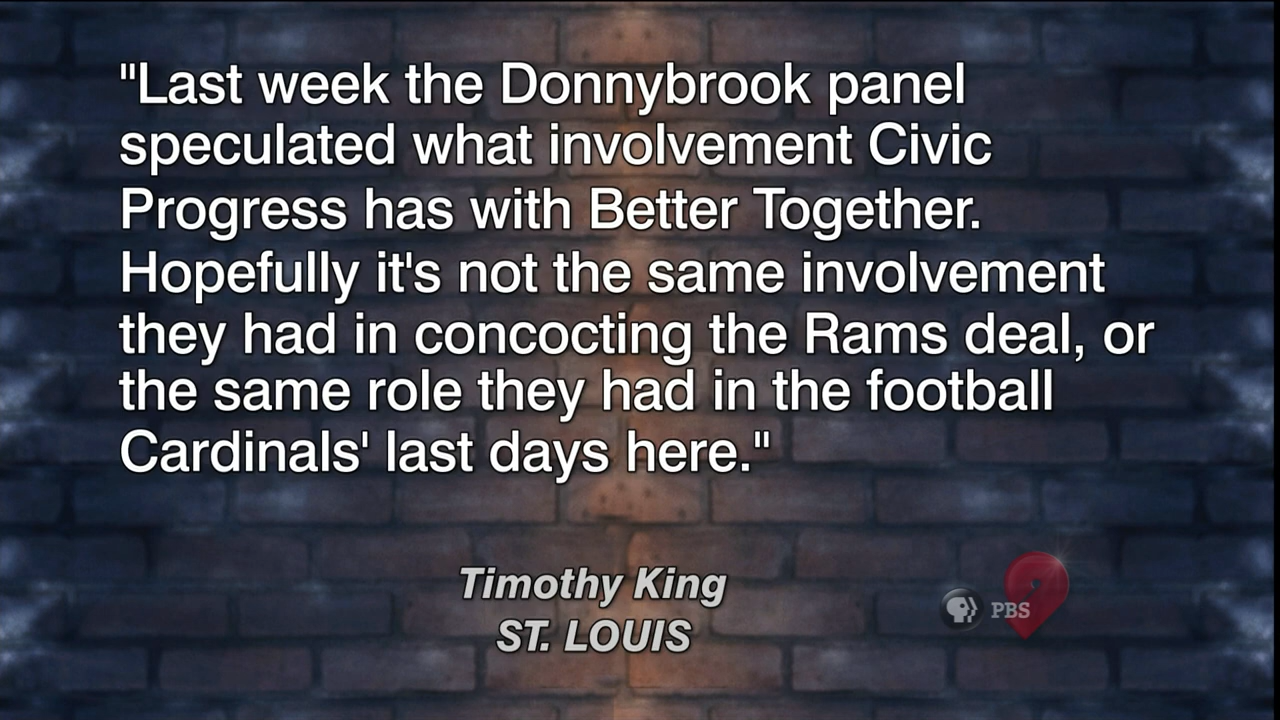 "Last week the Donnybrook panel
speculated what involvement Civic
Progress has with Better Together.
Hopefully it's not the same involvement
they had in concocting the Rams deal, or
the same role they had in the football
Cardinals' last days here."
Timothy King
ST. LOUIS
PBS